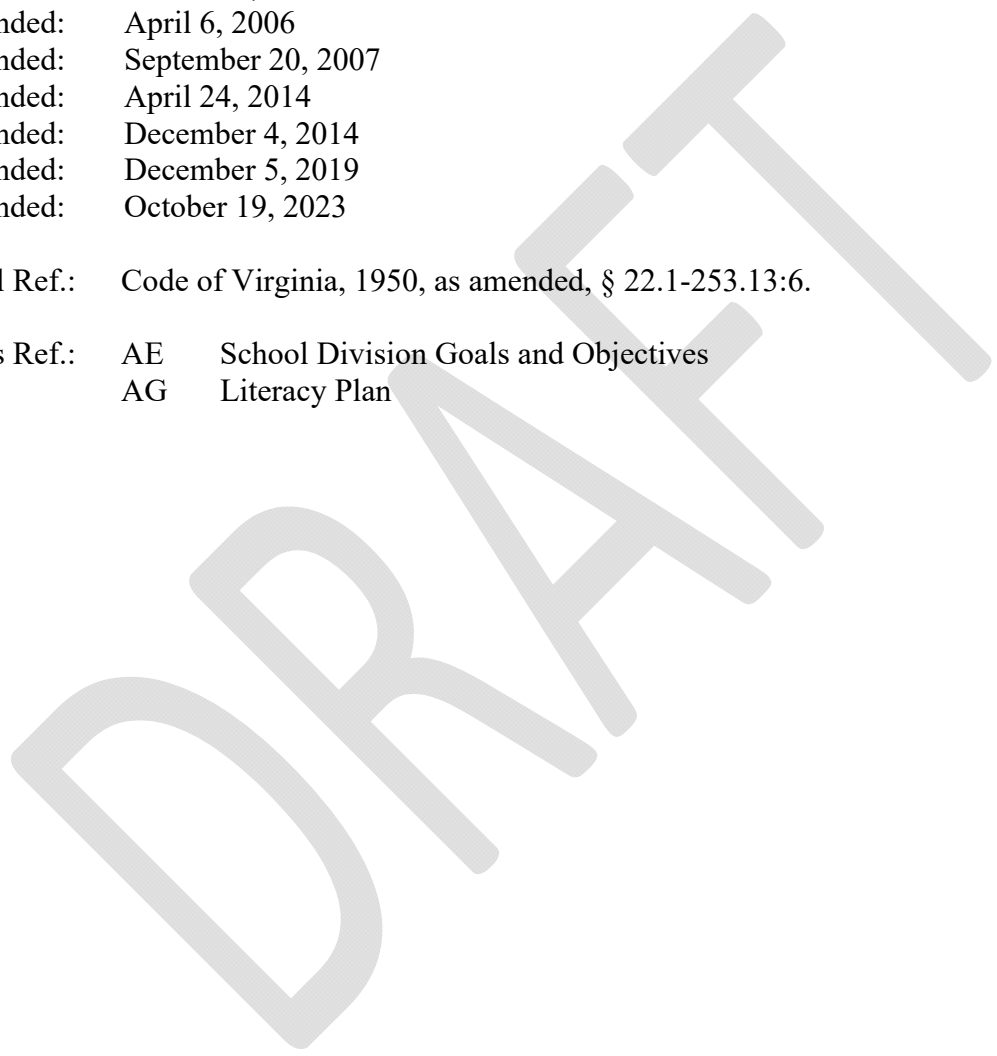 nded: April 6, 2006
nded: September 20, 2007
nded: April 24, 2014
nded: December 4, 2014
nded: December 5, 2019
nded: October 19, 2023
l Ref.: Code of Virginia, 1950, as amended, § 22.1-253.13:6.
s Ref.: AE School Division Goals and Objectives
AG Literacy Plan
DRAFT